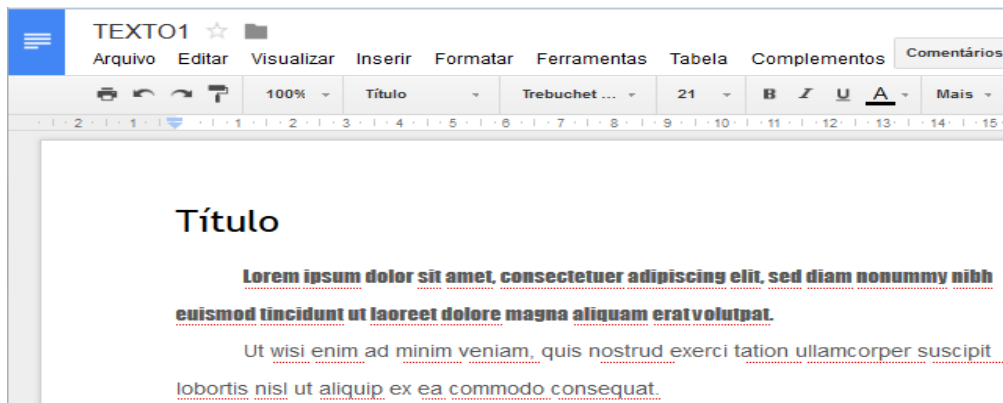 TEXTO1
Arquivo Editar Visualizar Inserir Formatar Ferramentas Tabela Complementos Comentários
100% Título Trebuchet ... 21 B I U A Mais
2 1 1 2 3 4 5 6 7 8 9 10 11 12 13 14 15
Título
Lorem ipsum dolor sit amet, consectetuer adipiscing elit, sed diam nonummy nibh
euismod tincidunt ut laoreet dolore magna aliquam erat volutpat.
Ut wisi enim ad minim veniam, quis nostrud exerci tation ullamcorper suscipit
lobortis nisl ut aliquip ex ea commodo consequat.